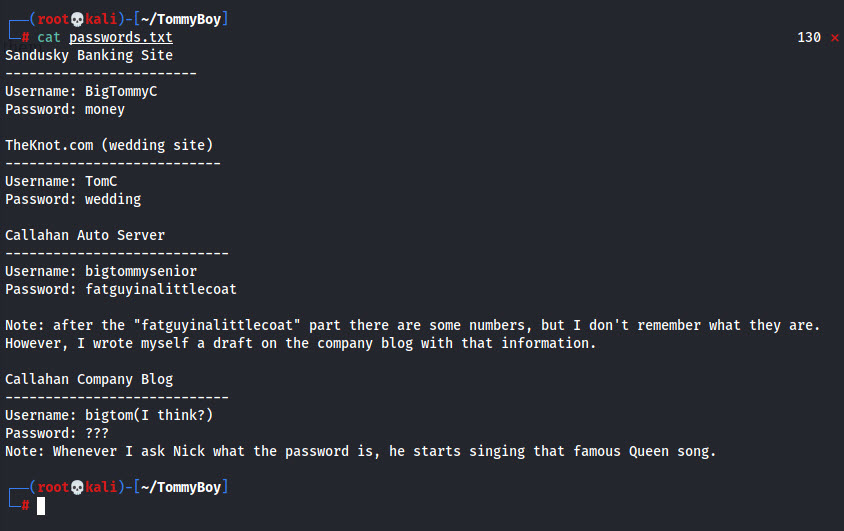 (root💀kali)-[~/TommyBoy]
# cat passwords.txt 130 ⨯
Sandusky Banking Site
------------------------
Username: BigTommyC
Password: money
TheKnot.com (wedding site)
---------------------------
Username: TomC
Password: wedding
Callahan Auto Server
----------------------------
Username: bigtommysenior
Password: fatguyinalittlecoat
Note: after the "fatguyinalittlecoat" part there are some numbers, but I don't remember what they are.
However, I wrote myself a draft on the company blog with that information.
Callahan Company Blog
----------------------------
Username: bigtom(I think?)
Password: ???
Note: Whenever I ask Nick what the password is, he starts singing that famous Queen song.
(root💀kali)-[~/TommyBoy]
#